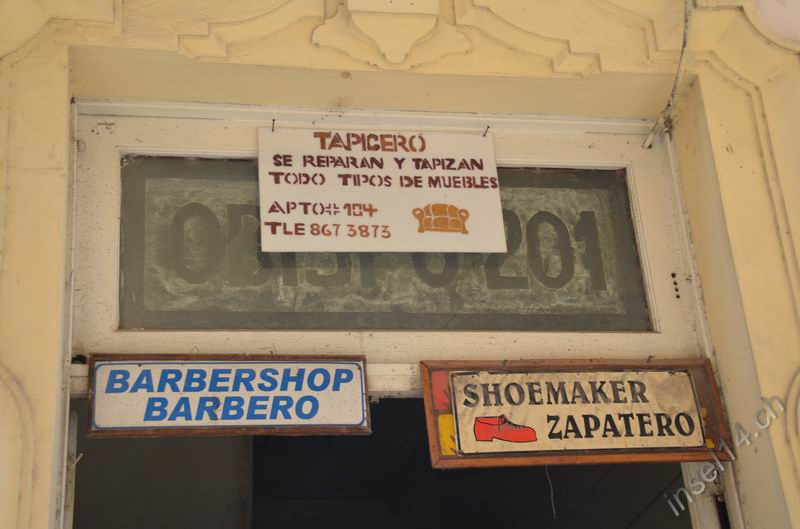 TAPICERO
SE REPARAN Y TAPIZAN
TODO TIPOS DE MUEBLES
APTO# 104
TLE 867 3873
OBISPO 201
BARBERSHOP
BARBERO
SHOEMAKER
ZAPATERO
insel14.ch